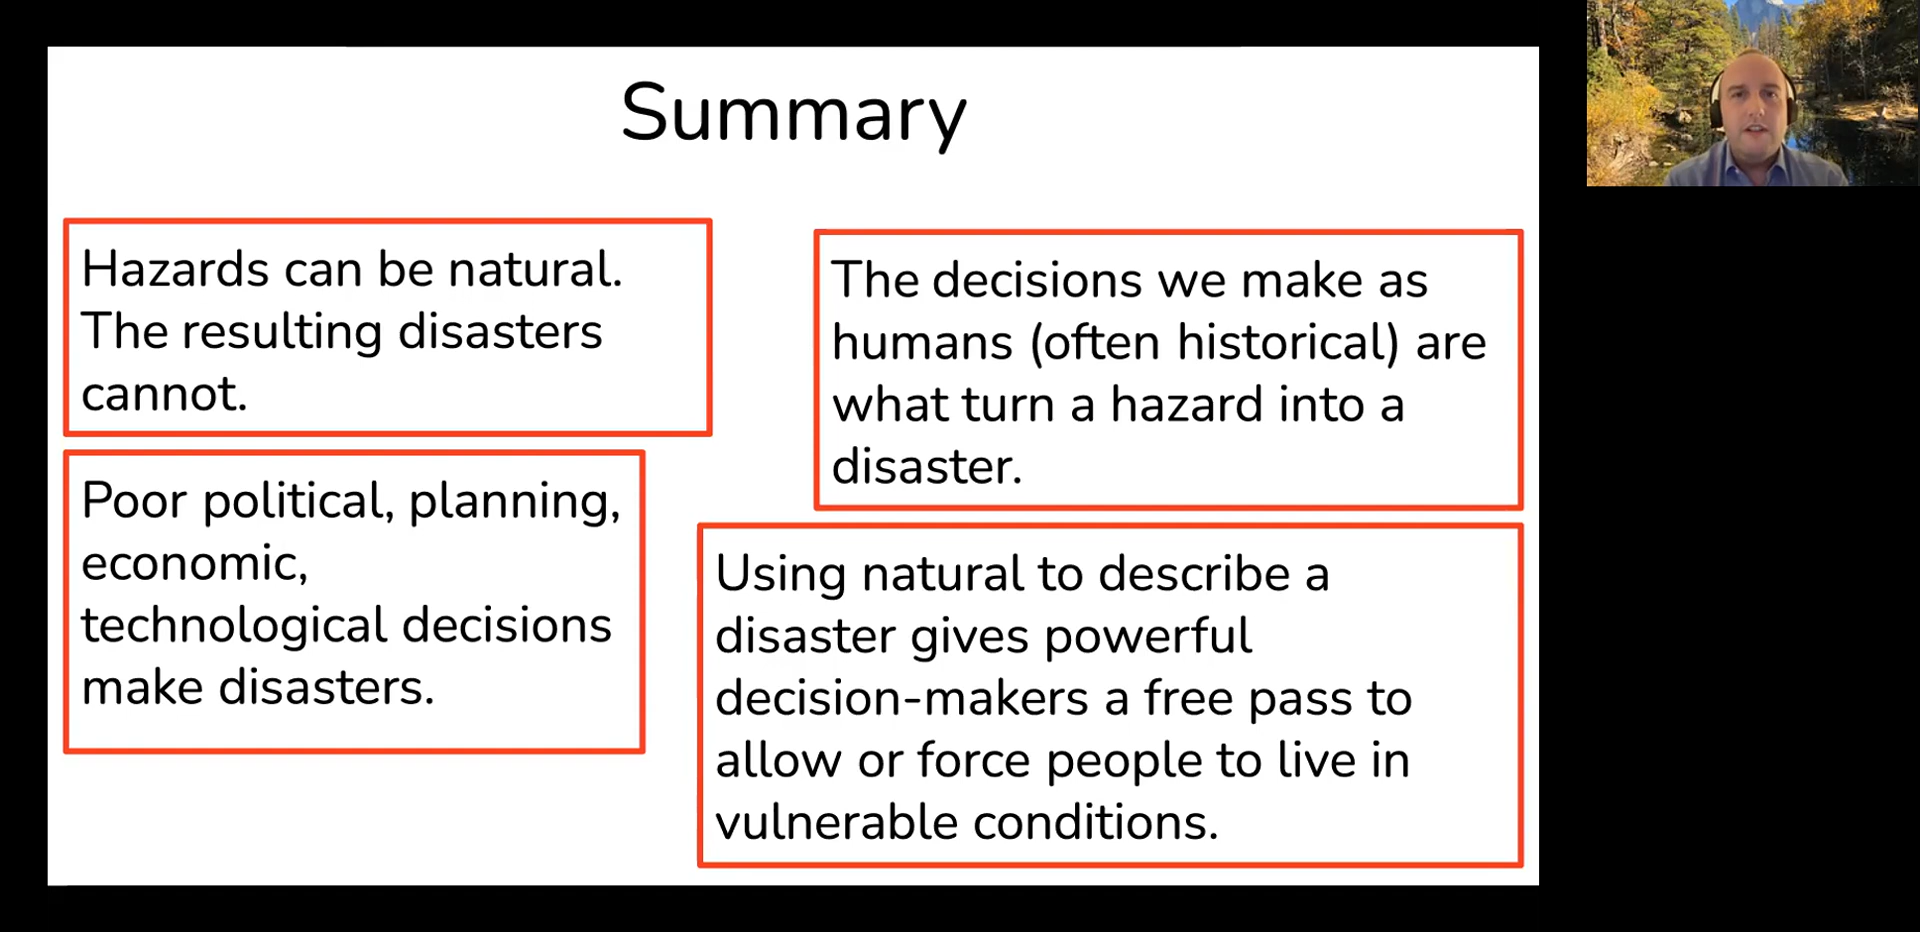 Summary
Hazards can be natural.
The resulting disasters
cannot.
Poor political, planning,
economic,
technological decisions
make disasters.
The decisions we make as
humans (often historical) are
what turn a hazard into a
disaster.
Using natural to describe a
disaster gives powerful
decision-makers a free pass to
allow or force people to live in
vulnerable conditions.